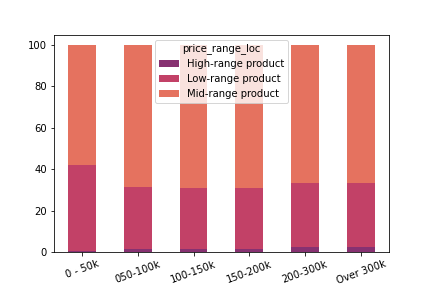 price_range_loc
High-range product
Low-range product
Mid-range product
100
80
60
40
20
0
0 - 50k
050-100k
100-150k
150-200k
200-300k
Over 300k